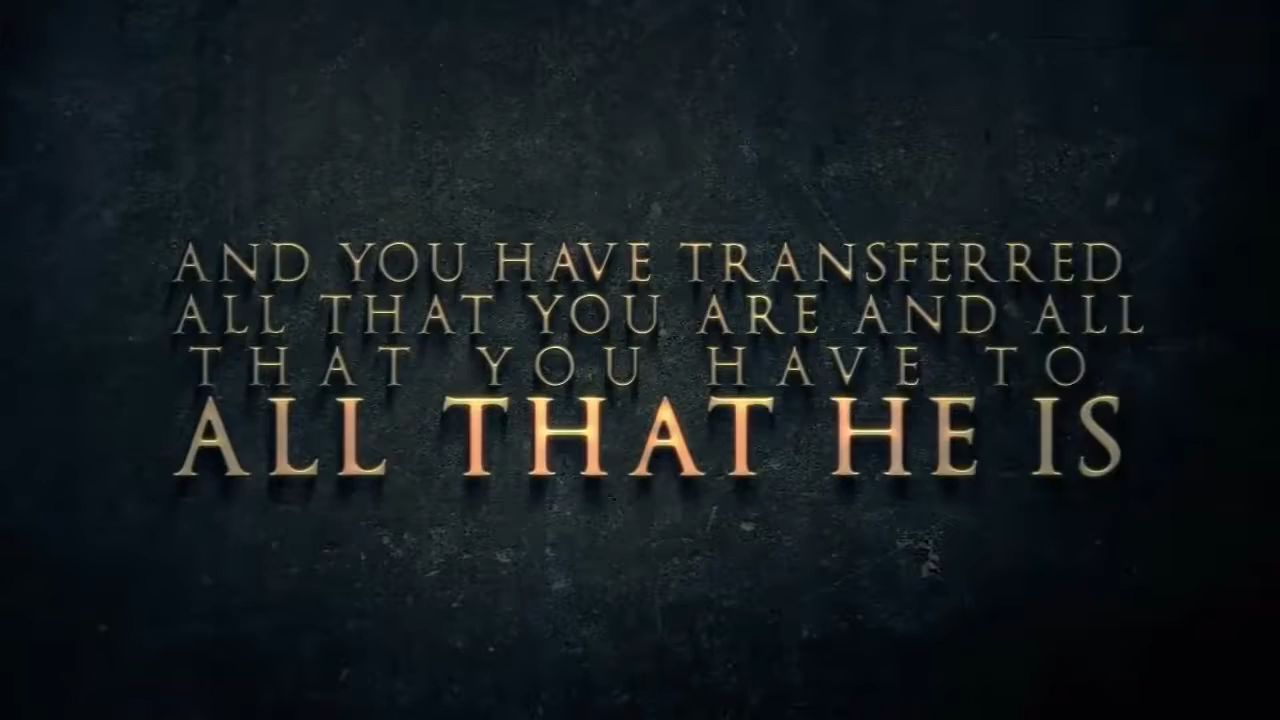 AND YOU HAVE TRANSFERRED
ALL THAT YOU ARE AND ALL
THAT YOU HAVE TO
ALL THAT HE IS